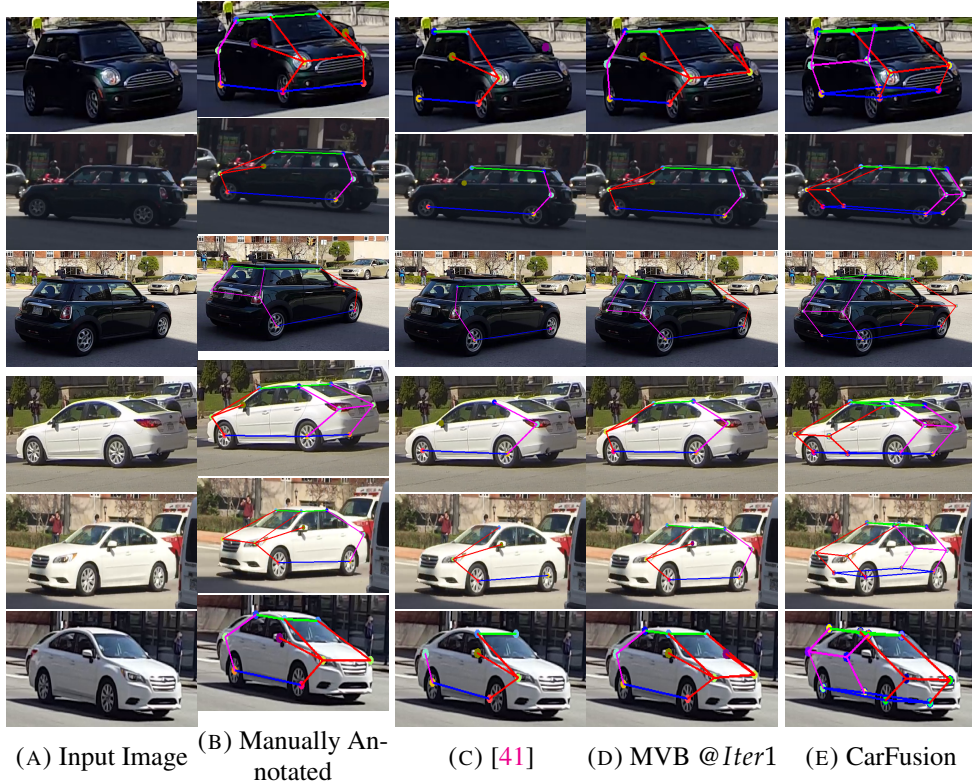 (A) Input Image
(B) Manually An-
notated
(C) [41]
(D) MVB @Iter1
(E) CarFusion